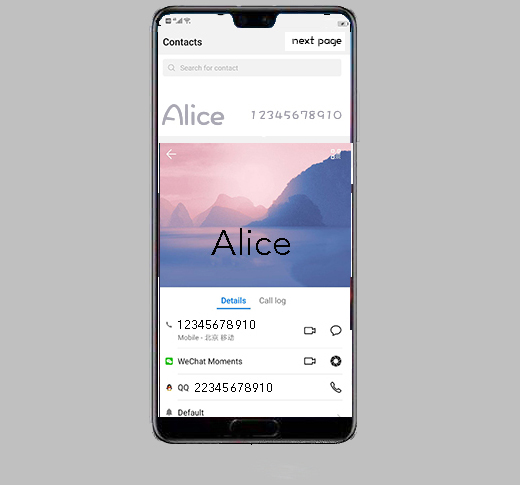 Contacts
next page
Search for contact
Alice
12345678910
Alice
Details
Call log
12345678910
Mobile - 北京 移动
WeChat Moments
QQ 22345678910
Default